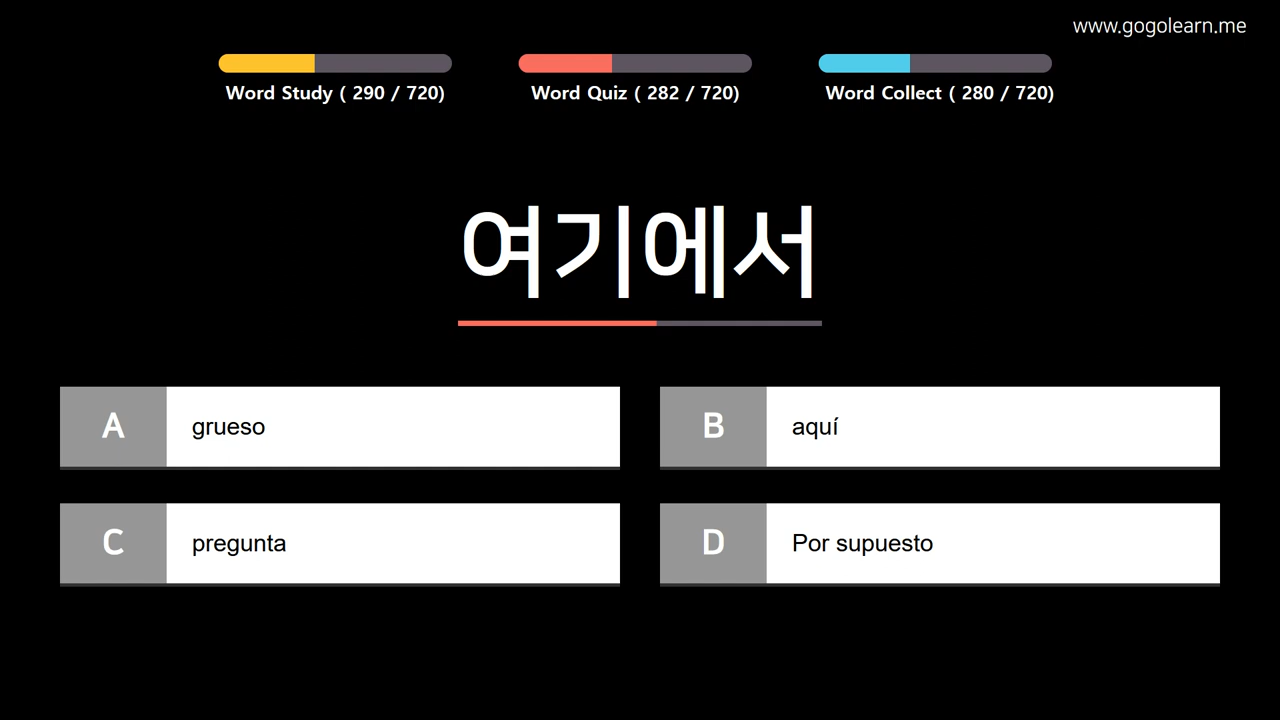 www.gogolearn.me
Word Study ( 290 / 720)
Word Quiz ( 282 / 720)
Word Collect ( 280 / 720)
여기에서
A grueso
B aquí
C pregunta
D Por supuesto